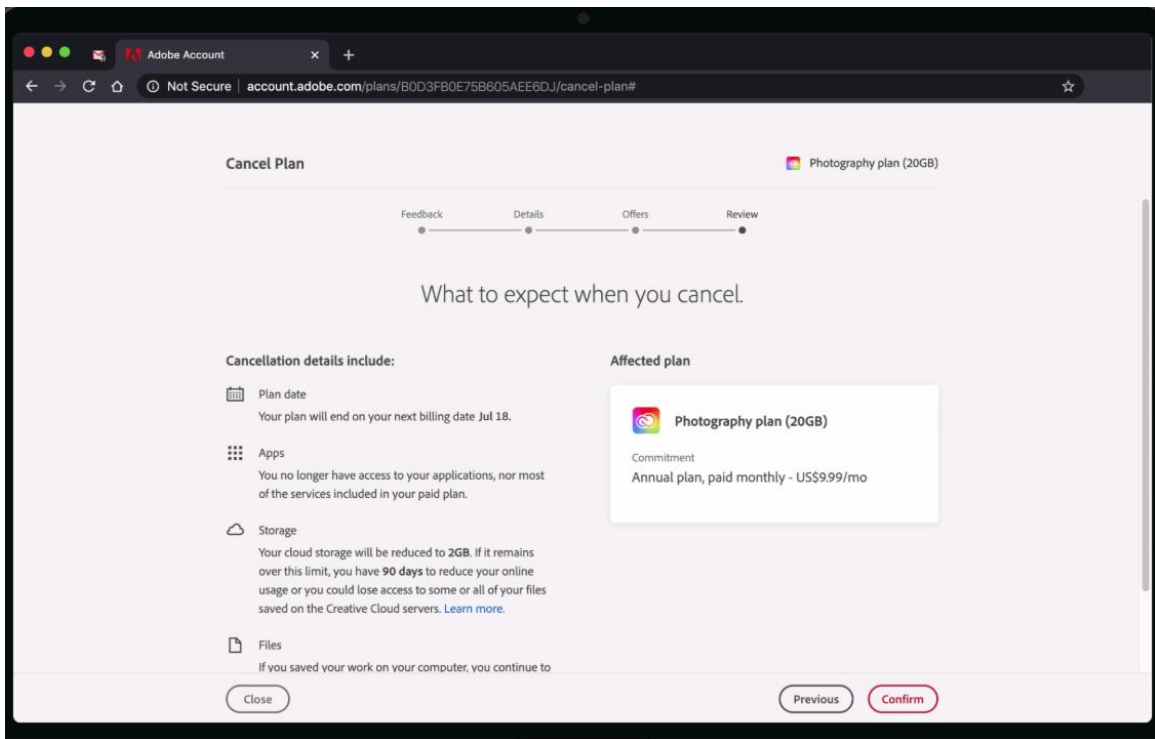 Adobe Account
Not Secure | account.adobe.com/plans/B0D3FB0E75B605AEE6DJ/cancel-plan#
Cancel Plan
Photography plan (20GB)
Feedback
Details
Offers
Review
What to expect when you cancel.
Cancellation details include:
Plan date
Your plan will end on your next billing date Jul 18.
Apps
You no longer have access to your applications, nor most
of the services included in your paid plan.
Storage
Your cloud storage will be reduced to 2GB. If it remains
over this limit, you have 90 days to reduce your online
usage or you could lose access to some or all of your files
saved on the Creative Cloud servers. Learn more.
Files
If you saved your work on your computer, you continue to
Affected plan
Photography plan (20GB)
Commitment
Annual plan, paid monthly - US$9.99/mo
Close
Previous
Confirm